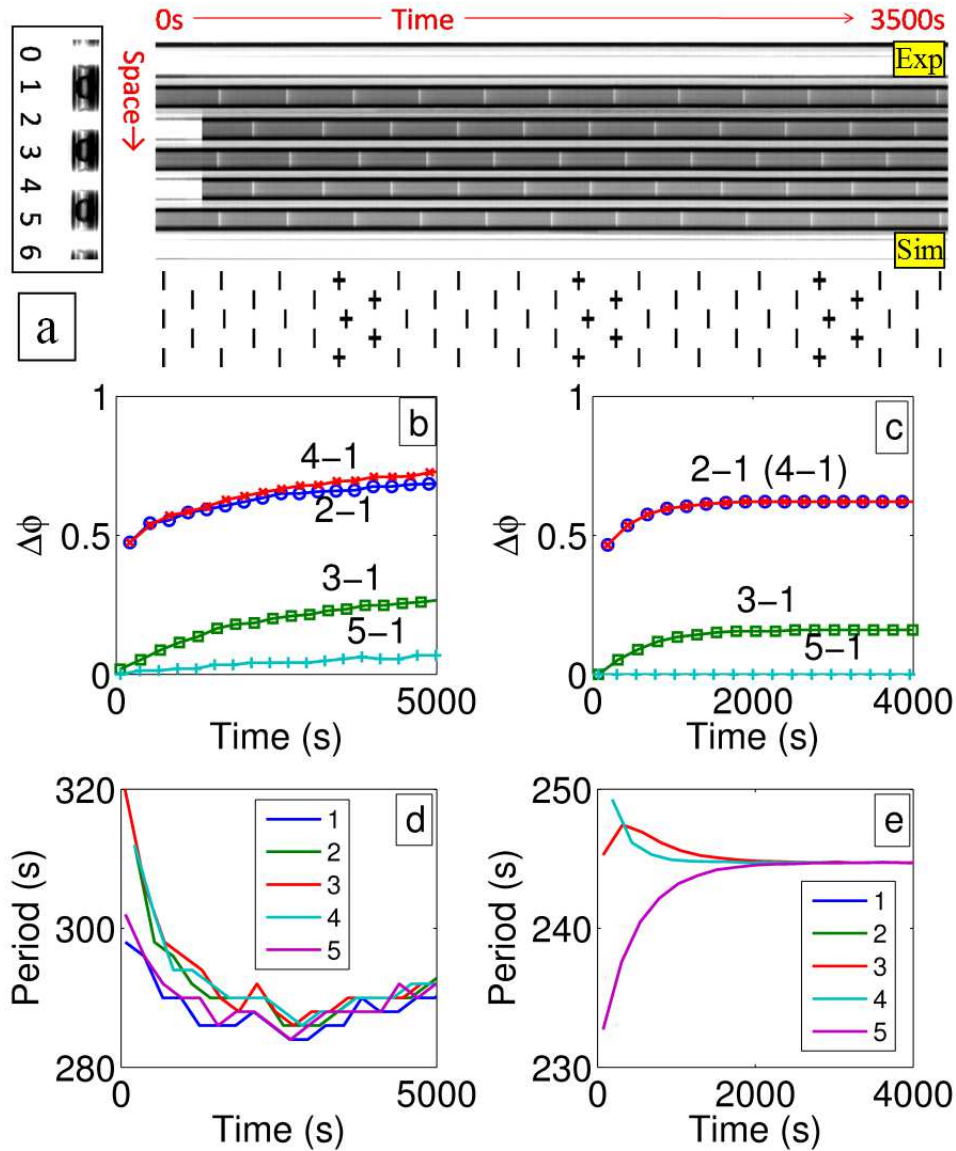 0s Time 3500s
Space
0 1 2 3 4 5 6
Exp
Sim
a
b
1
0.5
0
Δϕ
4-1
2-1
3-1
5-1
0 5000
Time (s)
c
1
0.5
0
Δϕ
2-1 (4-1)
3-1
5-1
0 2000 4000
Time (s)
d
320
300
280
Period (s)
1
2
3
4
5
0 5000
Time (s)
e
250
240
230
Period (s)
1
2
3
4
5
0 2000 4000
Time (s)